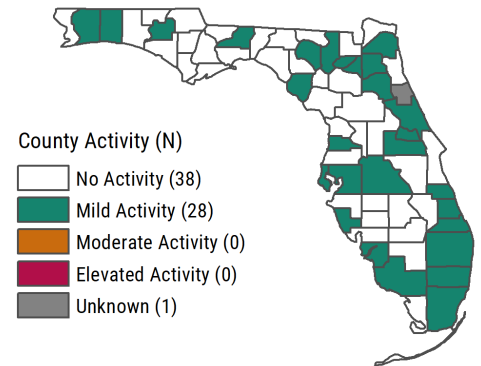 County Activity (N)
No Activity (38)
Mild Activity (28)
Moderate Activity (0)
Elevated Activity (0)
Unknown (1)